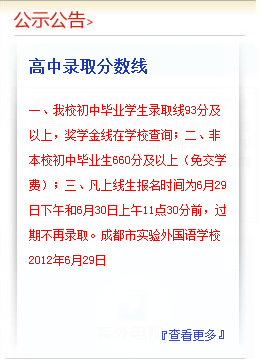 公示公告>
高中录取分数线
一、我校初中毕业学生录取线93分及
以上，奖学金线在学校查询；二、非
本校初中毕业生660分及以上（免交学
费）；三、凡上线生报名时间为6月29
日下午和6月30日上午11点30分前，过
期不再录取。成都市实验外国语学校
2012年6月29日
『查看更多』